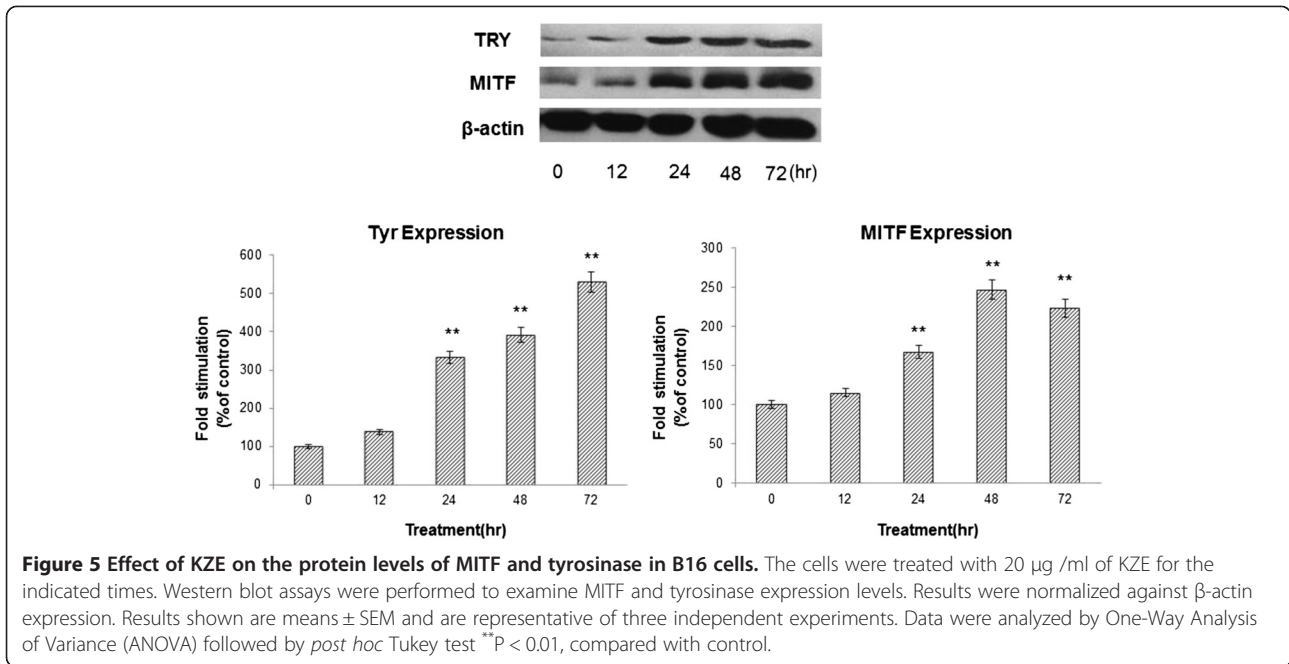 TRY
MITF
β-actin
0 12 24 48 72(hr)
Tyr Expression
Fold stimulation
(%of control)
600
500
400
300
200
100
0
** ** **
0 12 24 48 72
Treatment(hr)
MITF Expression
Fold stimulation
(%of control)
300
250
200
150
100
50
0
** ** **
0 12 24 48 72
Treatment(hr)
Figure 5 Effect of KZE on the protein levels of MITF and tyrosinase in B16 cells. The cells were treated with 20 μg /ml of KZE for the
indicated times. Western blot assays were performed to examine MITF and tyrosinase expression levels. Results were normalized against β-actin
expression. Results shown are means ± SEM and are representative of three independent experiments. Data were analyzed by One-Way Analysis
of Variance (ANOVA) followed by post hoc Tukey test **P < 0.01, compared with control.